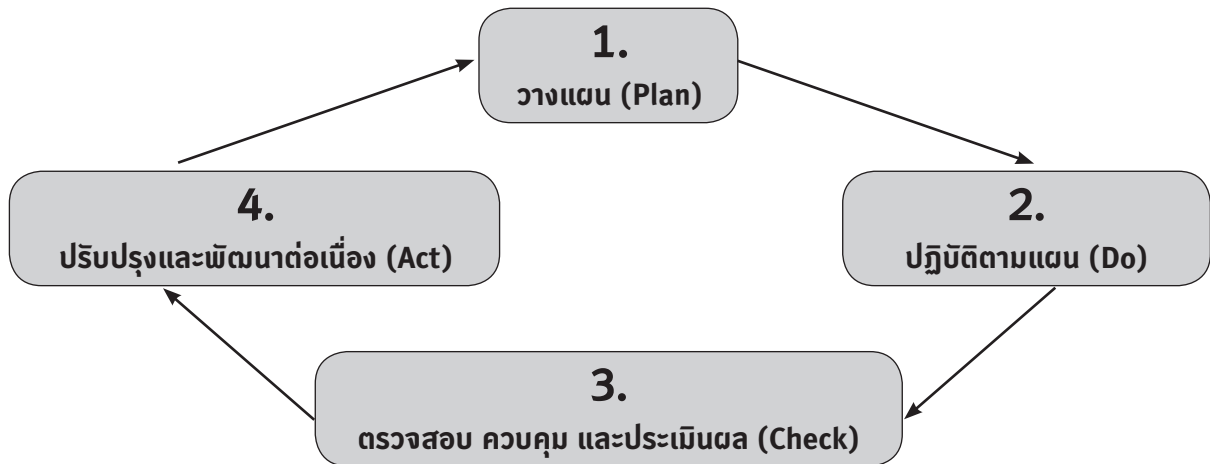 1.
วางแผน (Plan)
2.
ปฏิบัติตามแผน (Do)
3.
ตรวจสอบ ควบคุม และประเมินผล (Check)
4.
ปรับปรุงและพัฒนาต่อเนื่อง (Act)